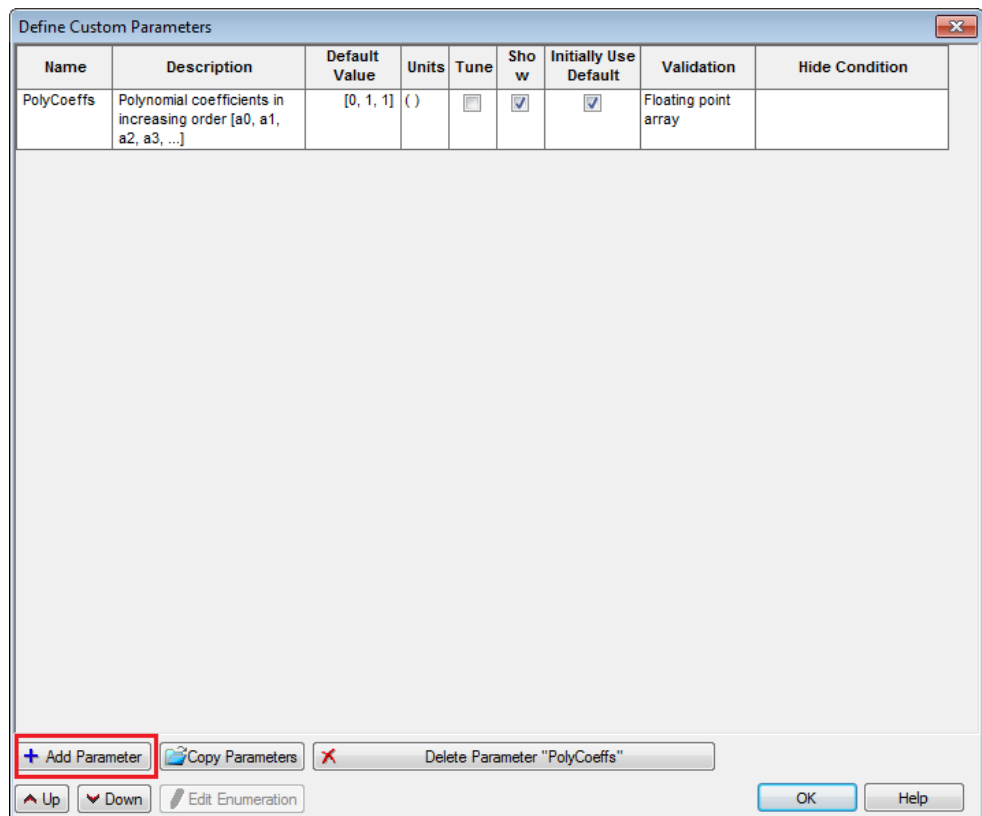 Define Custom Parameters
Name Description Default Value Units Tune Sho w Initially Use Default Validation Hide Condition
PolyCoeffs Polynomial coefficients in [0, 1, 1] ( ) Floating point
increasing order [a0, a1, array
a2, a3, ...]
Add Parameter Copy Parameters Delete Parameter "PolyCoeffs"
Up Down Edit Enumeration OK Help